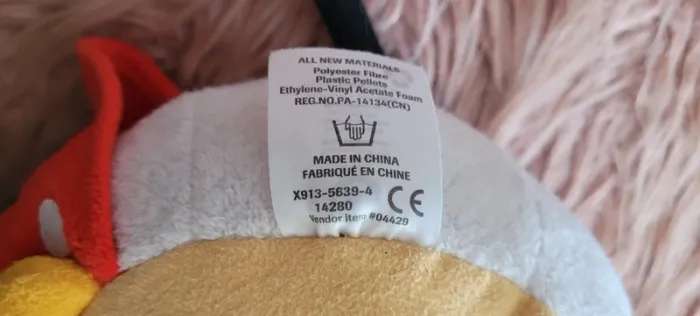 ALL NEW MATERIALS
Polyester Fibre
Plastic Pellets
Ethylene-Vinyl Acetate Foam
REG.NO.PA-14134(CN)
MADE IN CHINA
FABRIQUÉ EN CHINE
X913-5639-4
14280
CE
Vendor item #04429